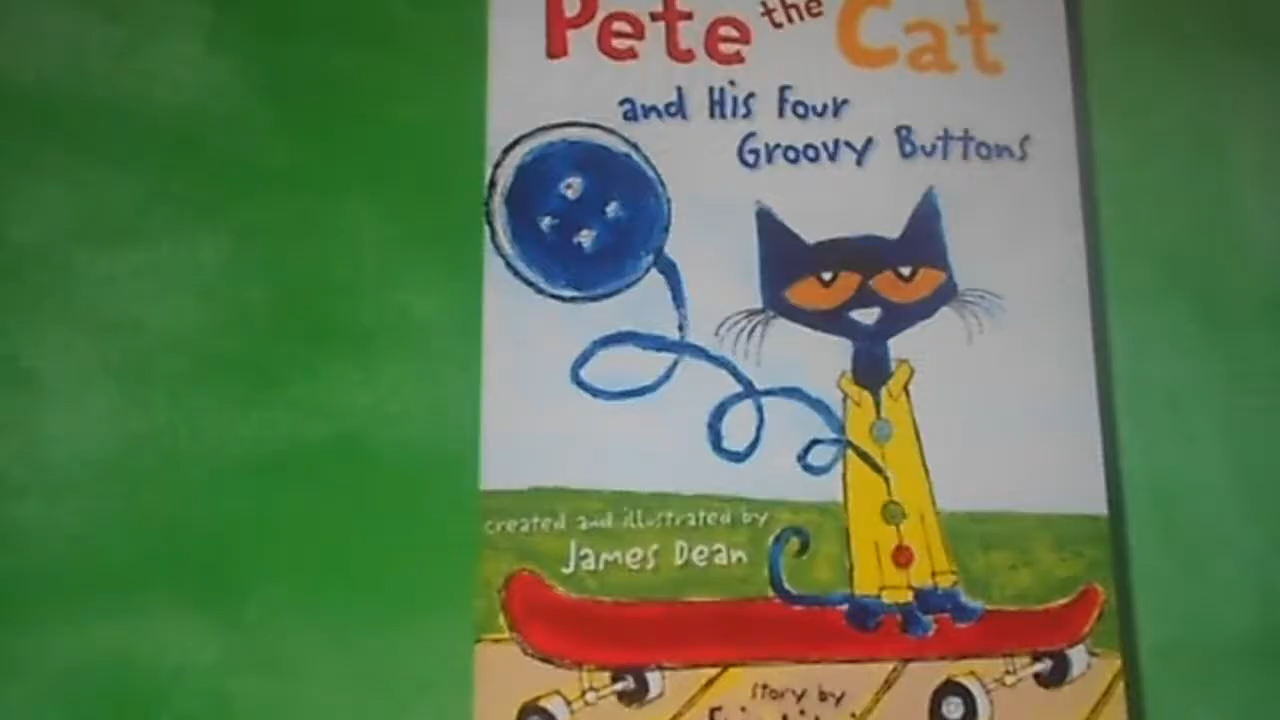 Pete the Cat
and His Four
Groovy Buttons
created and illustrated by
James Dean
story by